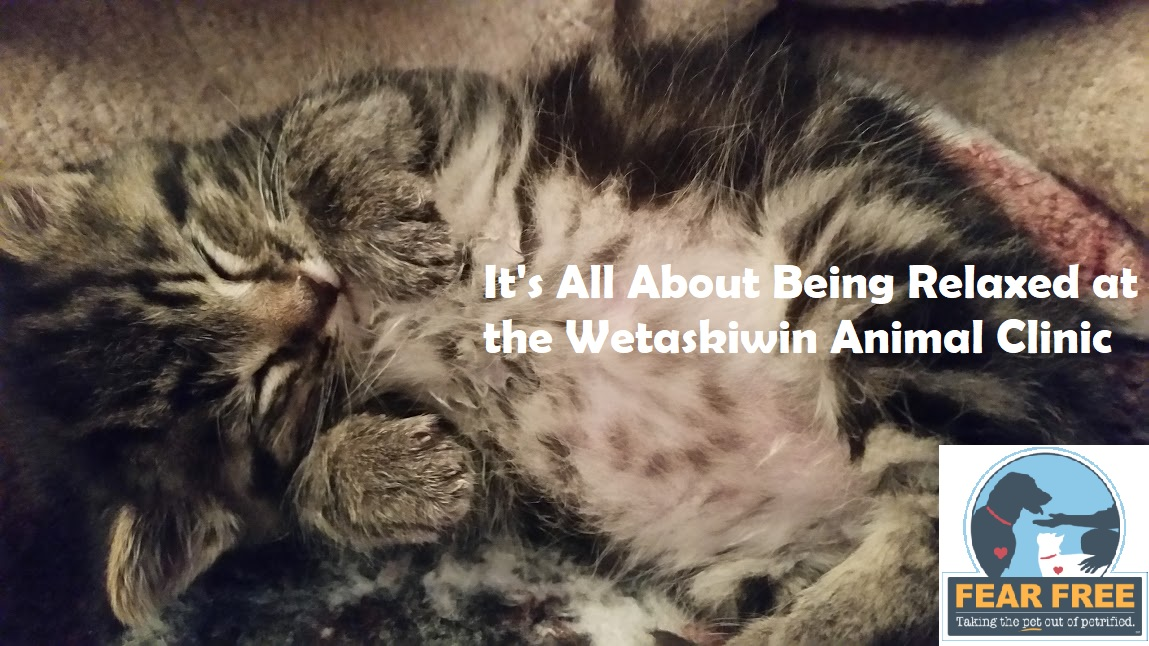 It's All About Being Relaxed at
the Wetaskiwin Animal Clinic
FEAR FREE
Taking the pet out of petrified.